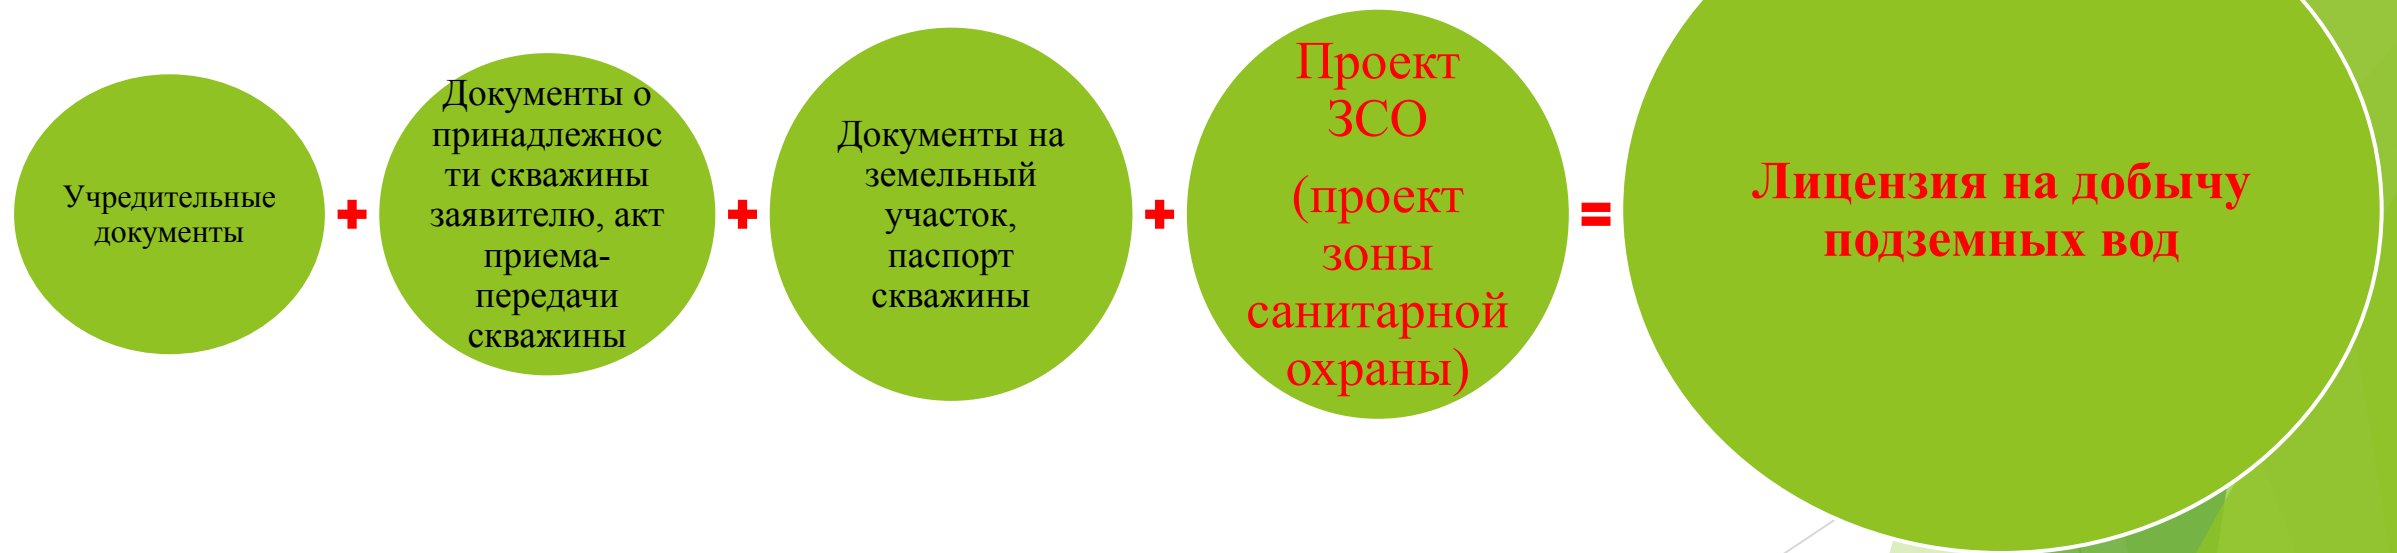 Учредительные
документы
Документы о
принадлежнос
ти скважины
заявителю, акт
приема-
передачи
скважины
Документы на
земельный
участок,
паспорт
скважины
Проект
ЗСО
(проект
зоны
санитарной
охраны)
Лицензия на добычу
подземных вод